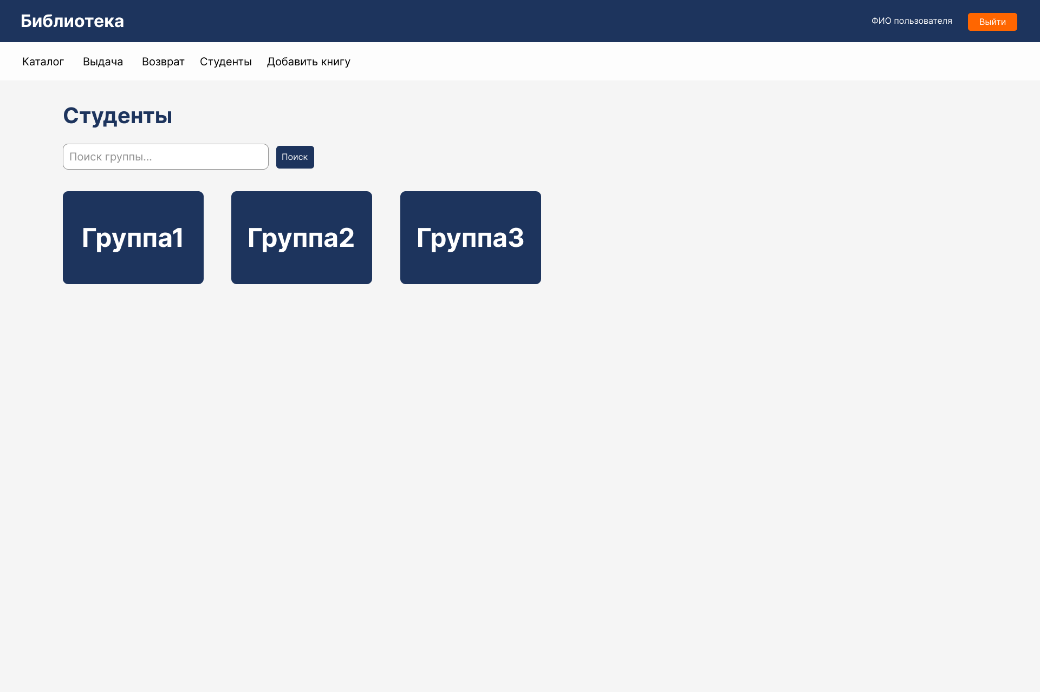 Библиотека
ФИО пользователя
Выйти
Каталог Выдача Возврат Студенты Добавить книгу
Студенты
Поиск группы...
Поиск
Группа1
Группа2
Группа3